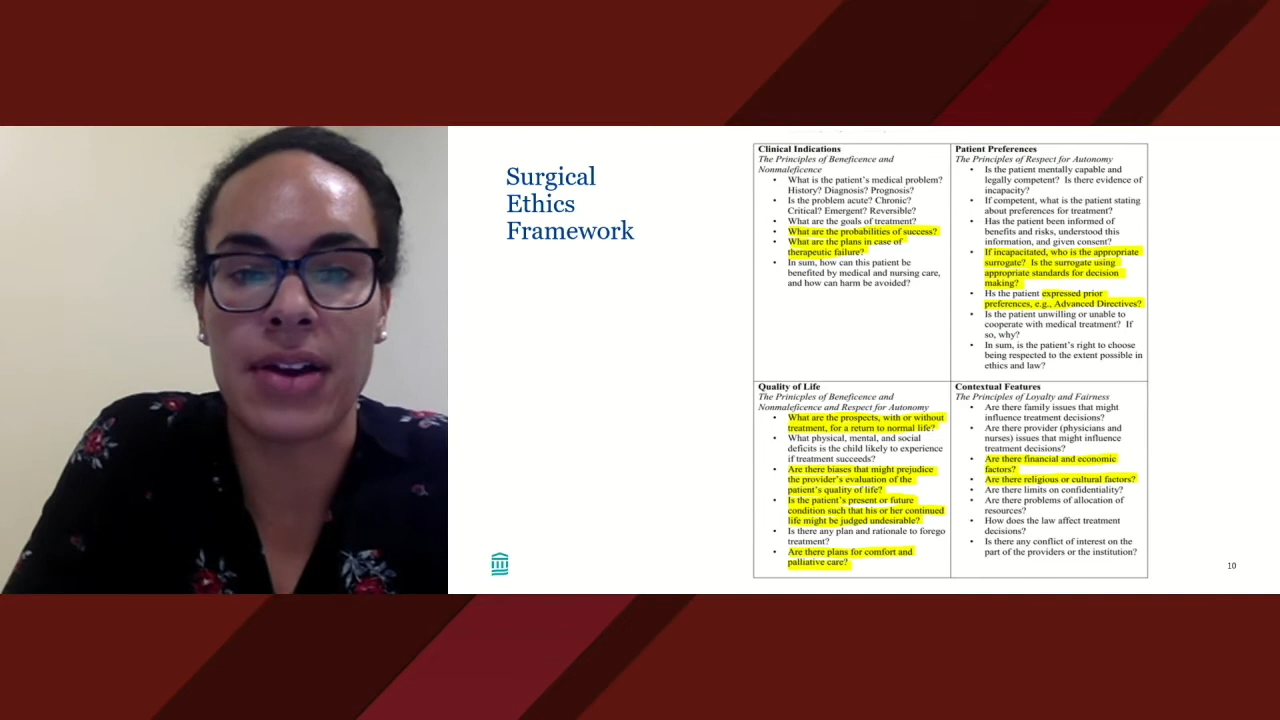 Surgical
Ethics
Framework
Clinical Indications
The Principles of Beneficence and
Nonmaleficence
• What is the patient's medical problem?
History? Diagnosis? Prognosis?
• Is the problem acute? Chronic?
Critical? Emergent? Reversible?
• What are the goals of treatment?
• What are the probabilities of success?
• What are the plans in case of
therapeutic failure?
• In sum, how can this patient be
benefited by medical and nursing care,
and how can harm be avoided?
Patient Preferences
The Principles of Respect for Autonomy
• Is the patient mentally capable and
legally competent? Is there evidence of
incapacity?
• If competent, what is the patient stating
about preferences for treatment?
• Has the patient been informed of
benefits and risks, understood this
information, and given consent?
• If incapacitated, who is the appropriate
surrogate? Is the surrogate using
appropriate standards for decision
making?
• Hs the patient expressed prior
preferences, e.g., Advanced Directives?
• Is the patient unwilling or unable to
cooperate with medical treatment? If
so, why?
• In sum, is the patient's right to choose
being respected to the extent possible in
ethics and law?
Quality of Life
The Prinicples of Beneficence and
Nonmaleficence and Respect for Autonomy
• What are the prospects, with or without
treatment, for a return to normal life?
• What physical, mental, and social
deficits is the child likely to experience
if treatment succeeds?
• Are there biases that might prejudice
the provider's evaluation of the
patient's quality of life?
• Is the patient's present or future
condition such that his or her continued
life might be judged undesirable?
• Is there any plan and rationale to forego
treatment?
• Are there plans for comfort and
palliative care?
Contextual Features
The Principles of Loyalty and Fairness
• Are there family issues that might
influence treatment decisions?
• Are there provider (physicians and
nurses) issues that might influence
treatment decisions?
• Are there financial and economic
factors?
• Are there religious or cultural factors?
• Are there limits on confidentiality?
• Are there problems of allocation of
resources?
• How does the law affect treatment
decisions?
• Is there any conflict of interest on the
part of the providers or the institution?
10